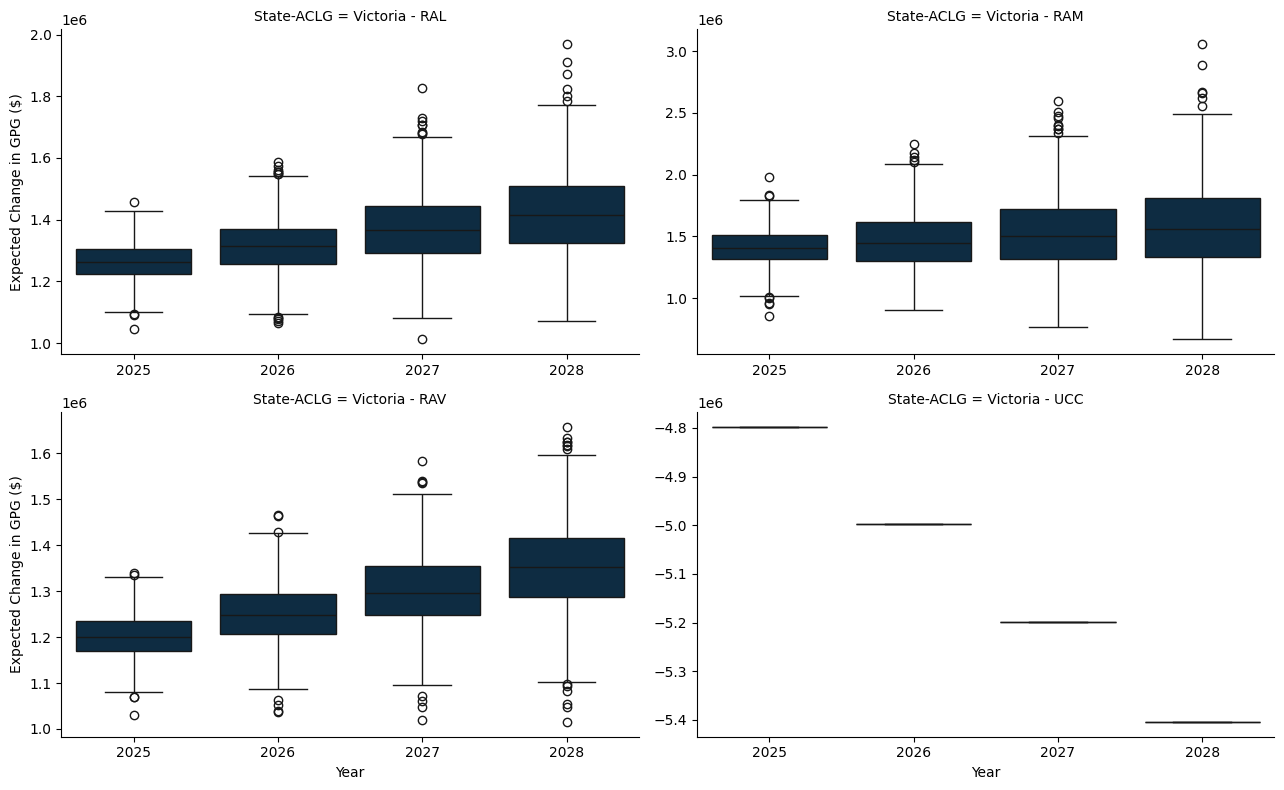 State-ACLG = Victoria - RAL
1e6
Expected Change in GPG ($)
2.0
1.8
1.6
1.4
1.2
1.0
2025 2026 2027 2028
State-ACLG = Victoria - RAM
1e6
3.0
2.5
2.0
1.5
1.0
2025 2026 2027 2028
State-ACLG = Victoria - RAV
1e6
Expected Change in GPG ($)
1.6
1.5
1.4
1.3
1.2
1.1
1.0
2025 2026 2027 2028
Year
State-ACLG = Victoria - UCC
1e6
−4.8
−4.9
−5.0
−5.1
−5.2
−5.3
−5.4
2025 2026 2027 2028
Year